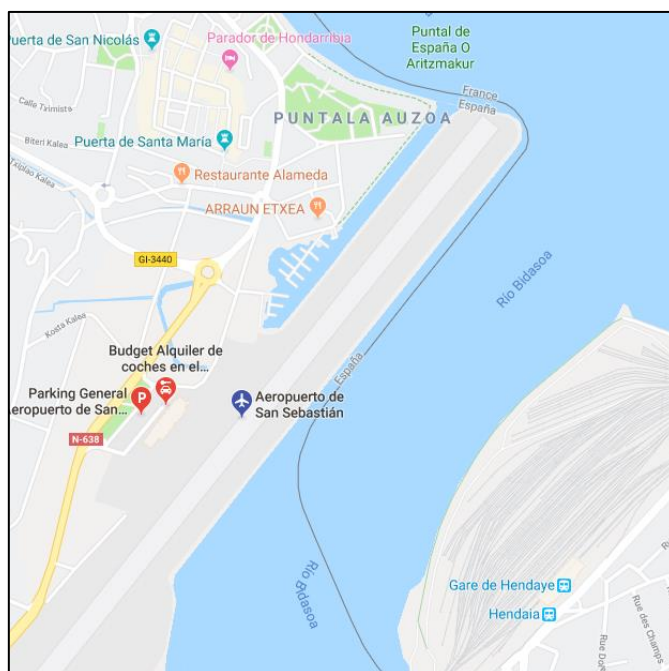 Puerta de San Nicolás
Parador de Hondarribia
Puntal de
España O
Aritzmakur
France
España
Calle Tximista
PUNTALA AUZOA
Biteri Kalea
Puerta de Santa María
Txiplao Kalea
Restaurante Alameda
ARRAUN ETXEA
GI-3440
Río Bidasoa
Kosta Kalea
Budget Alquiler de
coches en el...
España
Parking General
Aeropuerto de San...
P
Aeropuerto de
San Sebastián
N-638
Río Bidasoa
Gare de Hendaye
Hendaia
Rue des Champs